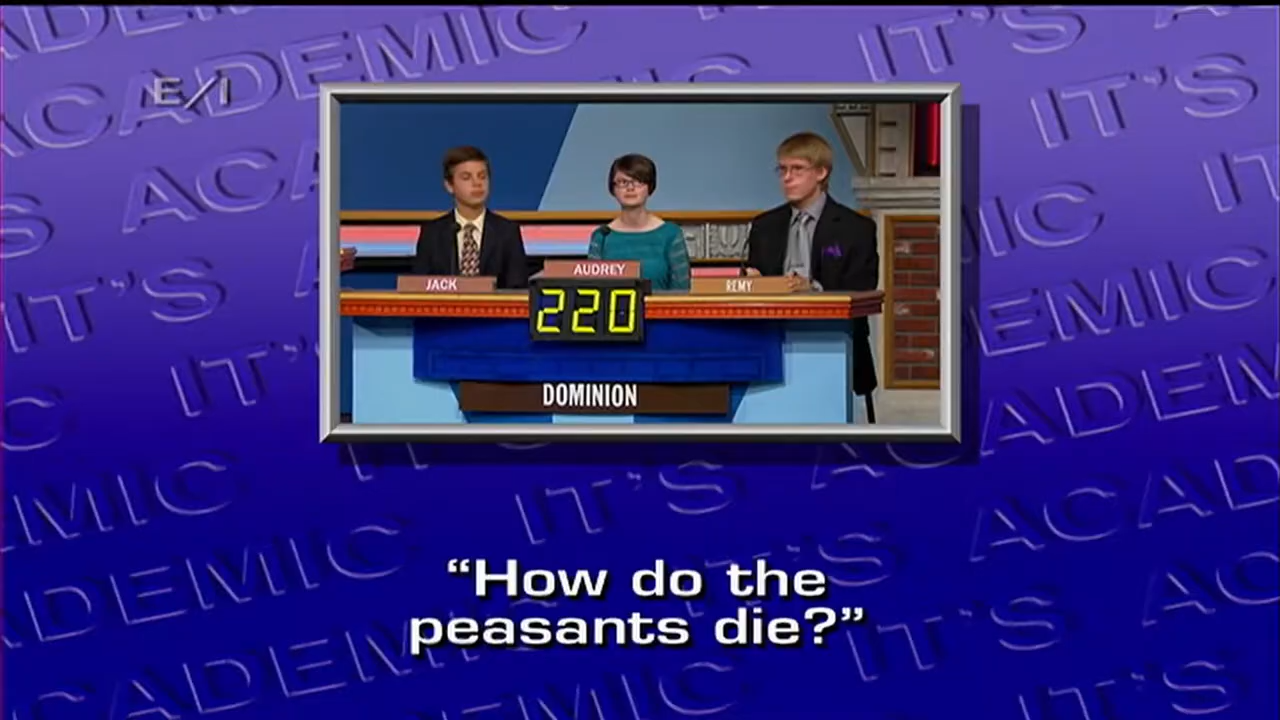 E/I
IT'S ACADEMIC
JACK
AUDREY
REMY
220
DOMINION
“How do the
peasants die?”